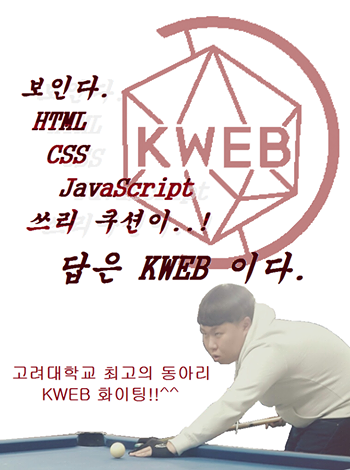 보인다.
HTML
CSS
JavaScript
쓰리 쿠션이..!
답은 KWEB 이다.
KWEB
고려대학교 최고의 동아리
KWEB 화이팅!!^^